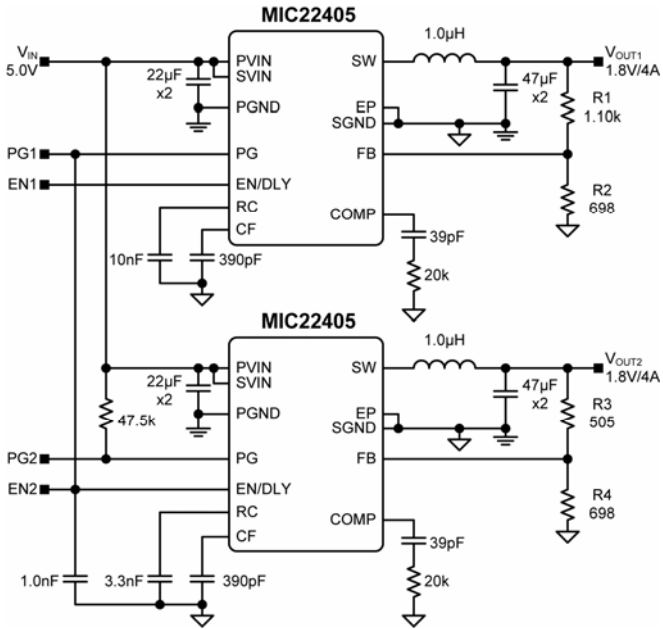 MIC22405
VIN
5.0V
22µF
x2
PVIN
SVIN
PGND
PG
EN/DLY
RC
CF
SW
EP
SGND
FB
COMP
1.0µH
47µF
x2
VOUT1
1.8V/4A
R1
1.10k
R2
698
PG1
EN1
10nF
390pF
39pF
20k
MIC22405
22µF
x2
47.5k
PVIN
SVIN
PGND
PG
EN/DLY
RC
CF
SW
EP
SGND
FB
COMP
1.0µH
47µF
x2
VOUT2
1.8V/4A
R3
505
R4
698
PG2
EN2
1.0nF
3.3nF
390pF
39pF
20k